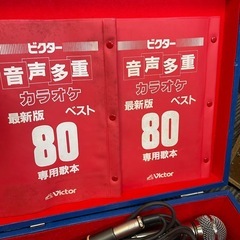 ビクター
音声多重
カラオケ
最新版
ベスト
80
専用歌本
Victor
ビクター
音声多重
カラオケ
最新版
ベスト
80
専用歌本
Victor